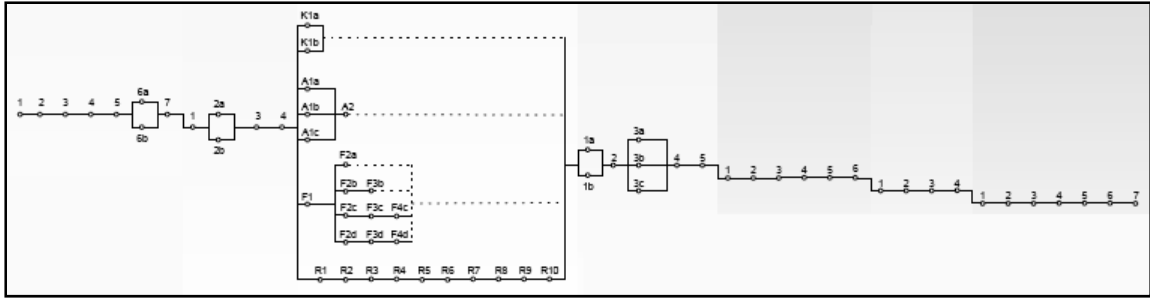 K1a
K1b
A1a
A1b A2
A1c
1 2 3 4 5 6a 7
6b
1 2a 3 4
2b
F1
F2a
F2b F3b
F2c F3c F4c
F2d F3d F4d
R1 R2 R3 R4 R5 R6 R7 R8 R9 R10
1a 2 3a 4 5
1b 3b
3c
1 2 3 4 5 6
1 2 3 4
1 2 3 4 5 6 7